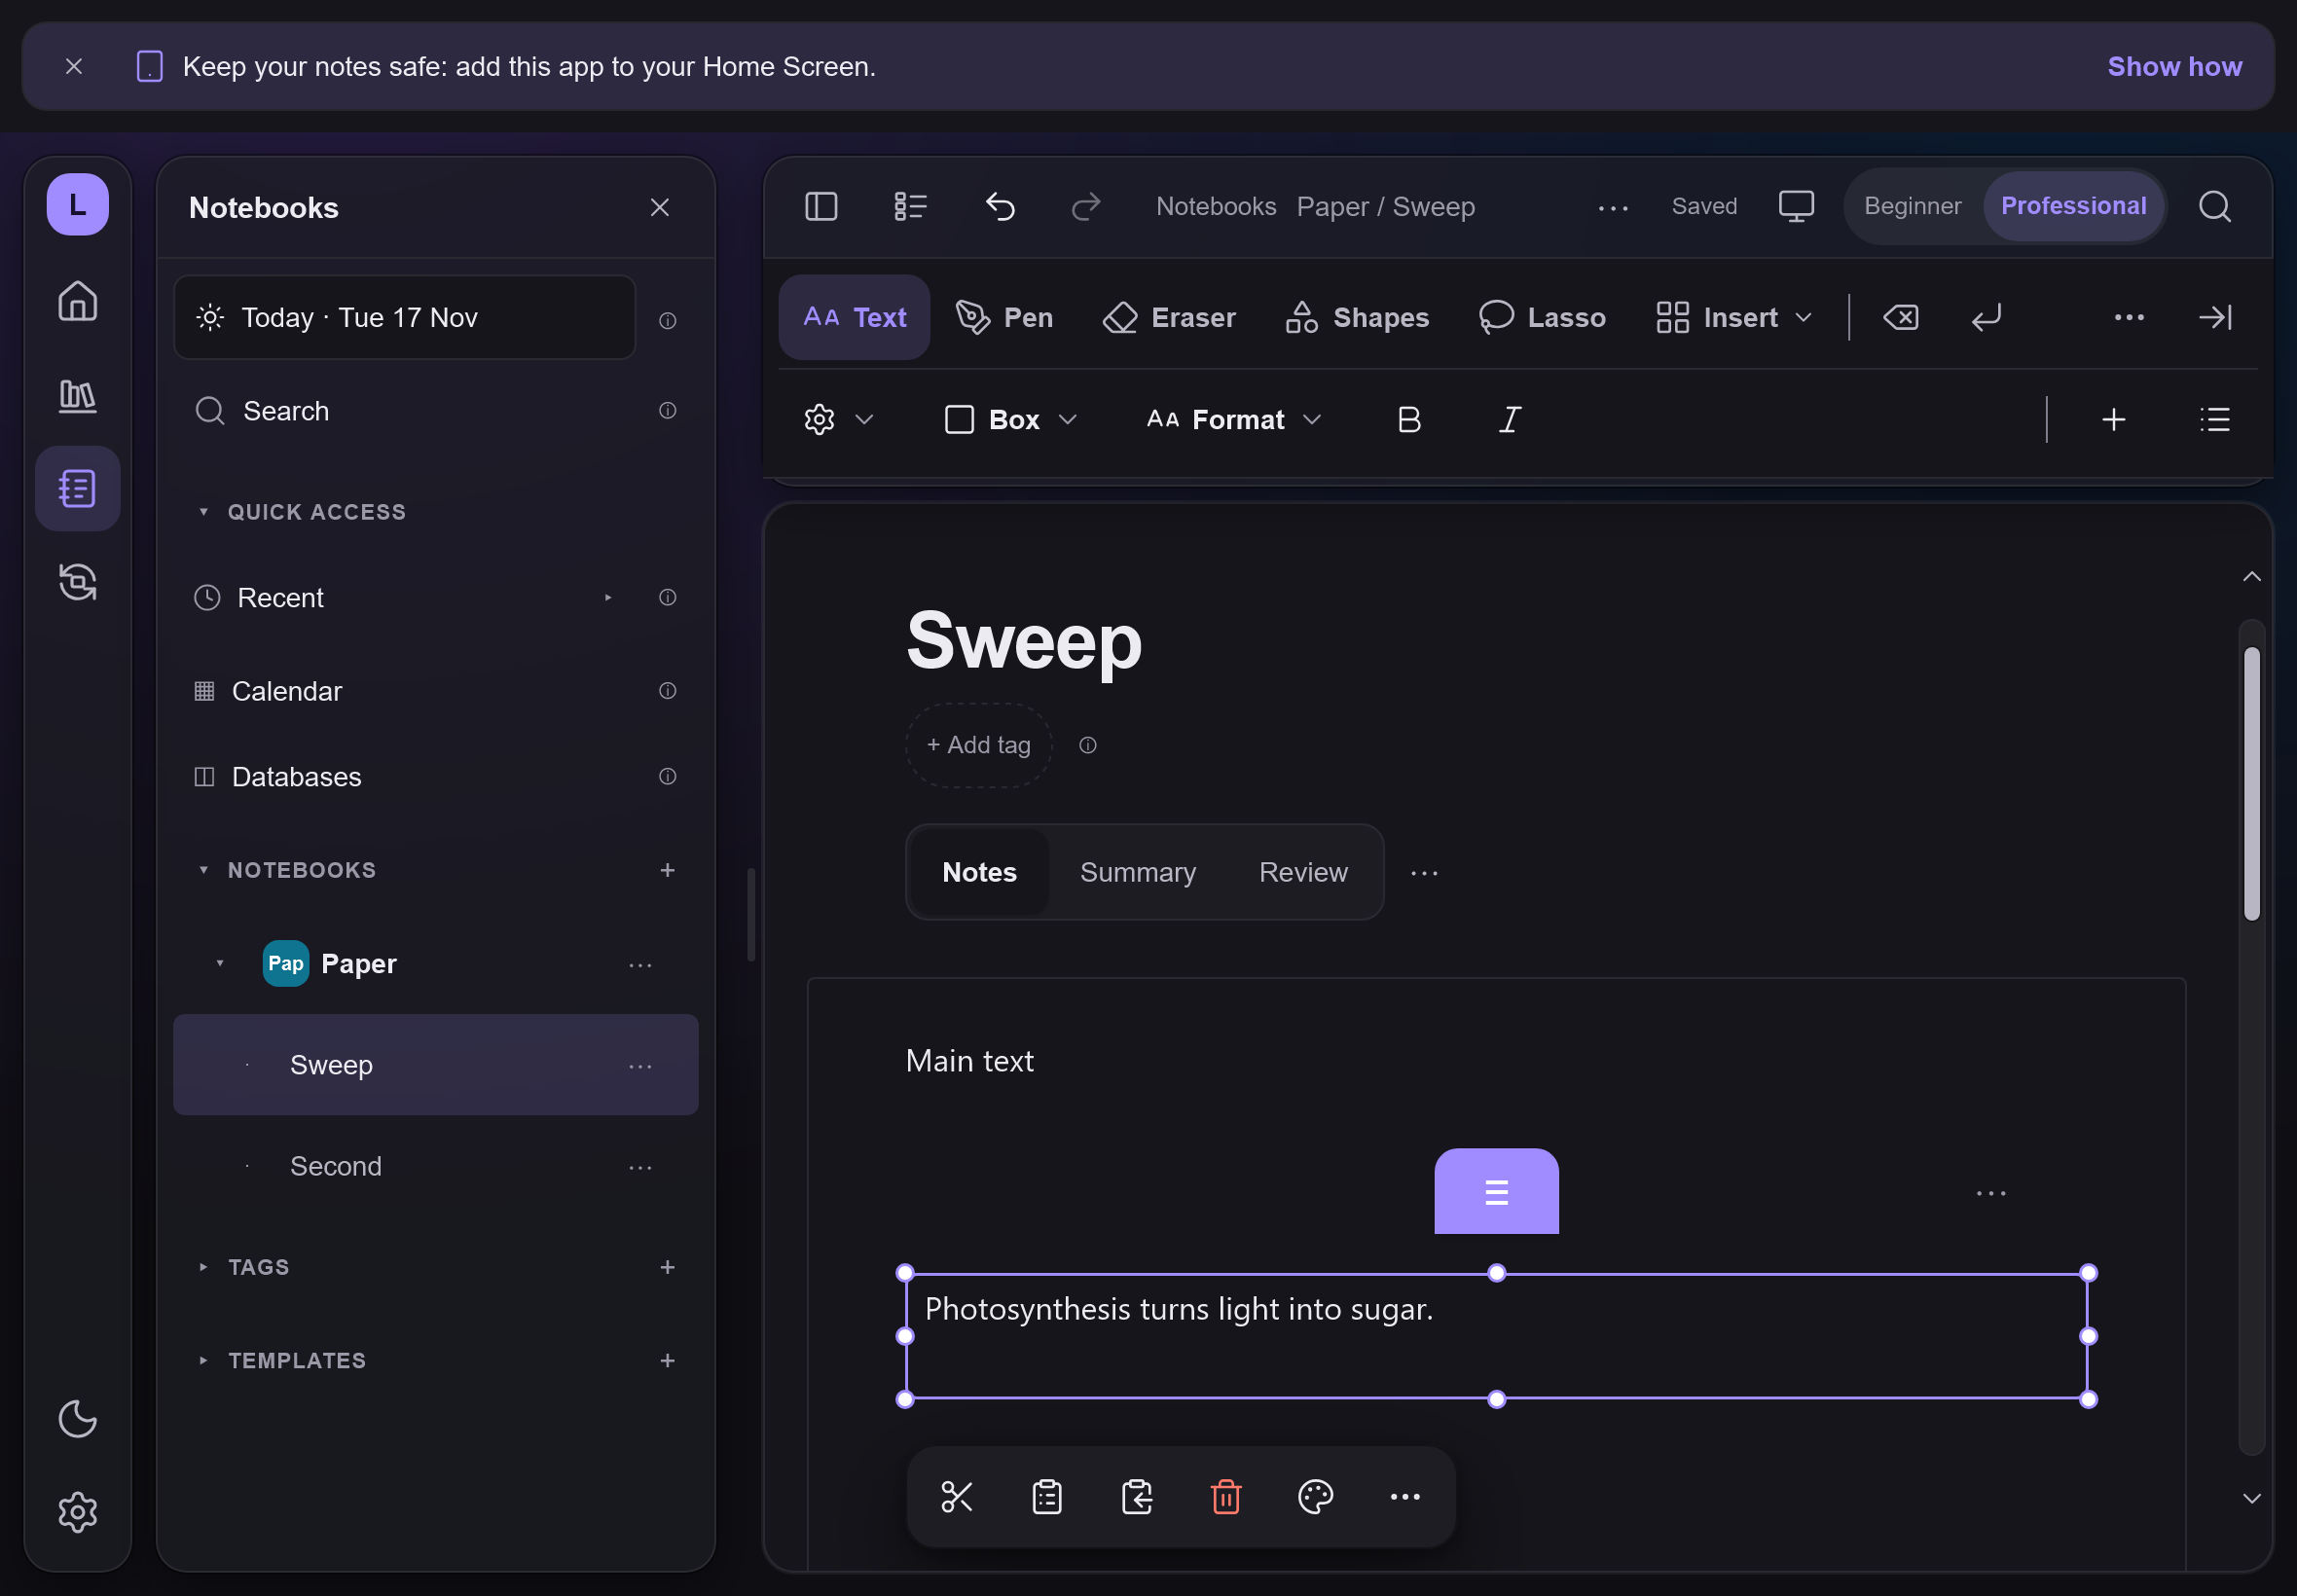 Keep your notes safe: add this app to your Home Screen.
Show how
L
Notebooks
Today · Tue 17 Nov
Search
QUICK ACCESS
Recent
Calendar
Databases
NOTEBOOKS
Pap Paper
Sweep
Second
TAGS
TEMPLATES
Notebooks Paper / Sweep
Saved
Beginner Professional
Text Pen Eraser Shapes Lasso Insert
Box Format B I
Sweep
+ Add tag
Notes Summary Review
Main text
Photosynthesis turns light into sugar.